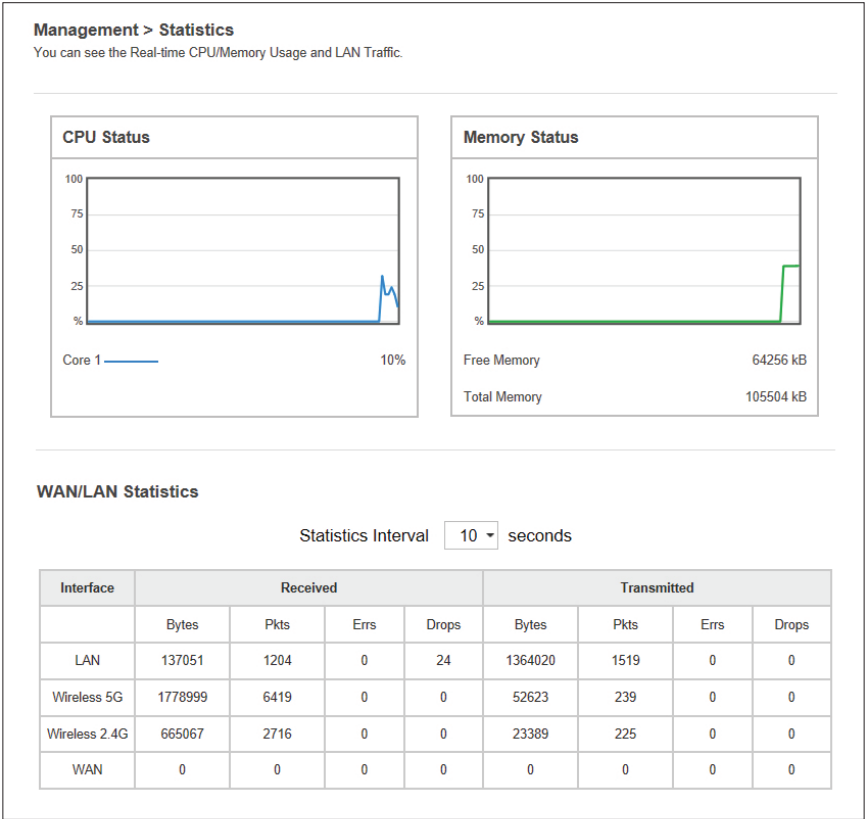 Management > Statistics
You can see the Real-time CPU/Memory Usage and LAN Traffic.
CPU Status
100
75
50
25
%
Core 1 10%
Memory Status
100
75
50
25
%
Free Memory 64256 kB
Total Memory 105504 kB
WAN/LAN Statistics
Statistics Interval 10 seconds
Interface Received Transmitted
Bytes Pkts Errs Drops Bytes Pkts Errs Drops
LAN 137051 1204 0 24 1364020 1519 0 0
Wireless 5G 1778999 6419 0 0 52623 239 0 0
Wireless 2.4G 665067 2716 0 0 23389 225 0 0
WAN 0 0 0 0 0 0 0 0